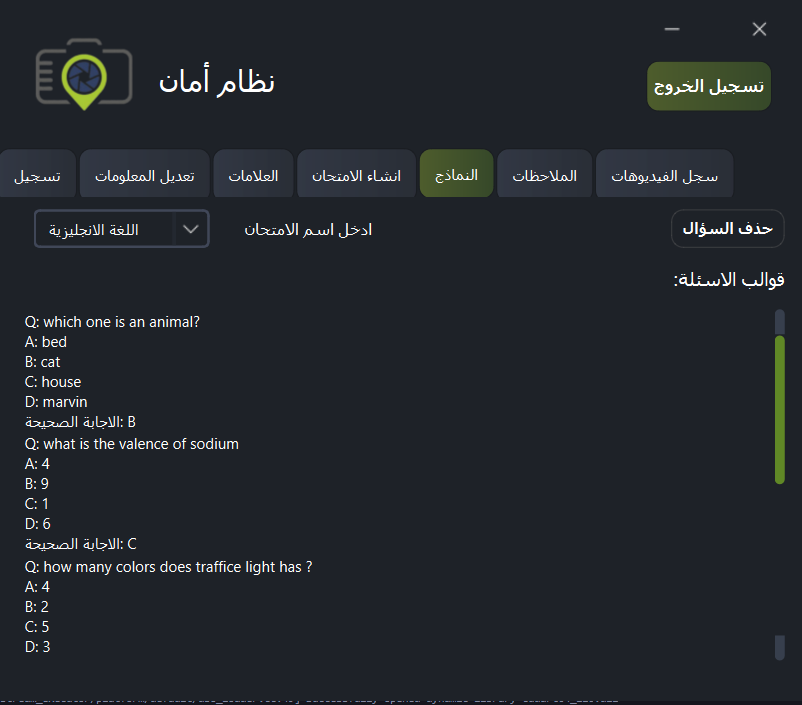 نظام أمان
تسجيل الخروج
سجل الفيديوهات
الملاحظات
النماذج
انشاء الامتحان
العلامات
تعديل المعلومات
تسجيل
حذف السؤال
ادخل اسم الامتحان
اللغة الانجليزية
قوالب الاسئلة:
Q: which one is an animal?
A: bed
B: cat
C: house
D: marvin
الاجابة الصحيحة: B
Q: what is the valence of sodium
A: 4
B: 9
C: 1
D: 6
الاجابة الصحيحة: C
Q: how many colors does traffice light has ?
A: 4
B: 2
C: 5
D: 3